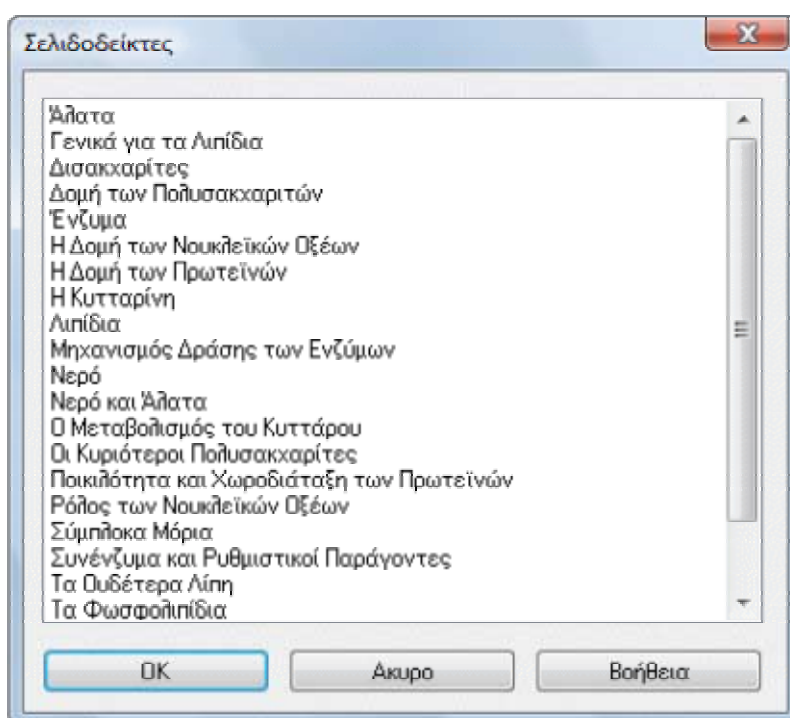 Σελιδοδείκτες
Άλατα
Γενικά για τα Λιπίδια
Δισακχαρίτες
Δομή των Πολυσακχαριτών
Ένζυμα
Η Δομή των Νουκλεϊκών Οξέων
Η Δομή των Πρωτεϊνών
Η Κυτταρίνη
Λιπίδια
Μηχανισμός Δράσης των Ενζύμων
Νερό
Νερό και Άλατα
Ο Μεταβολισμός του Κυττάρου
Οι Κυριότεροι Πολυσακχαρίτες
Ποικιλότητα και Χωροδιάταξη των Πρωτεϊνών
Ρόλος των Νουκλεϊκών Οξέων
Σύμπλοκα Μόρια
Συνένζυμα και Ρυθμιστικοί Παράγοντες
Τα Ουδέτερα Λίπη
Τα Φωσφολιπίδια
OK Ακυρο Βοήθεια